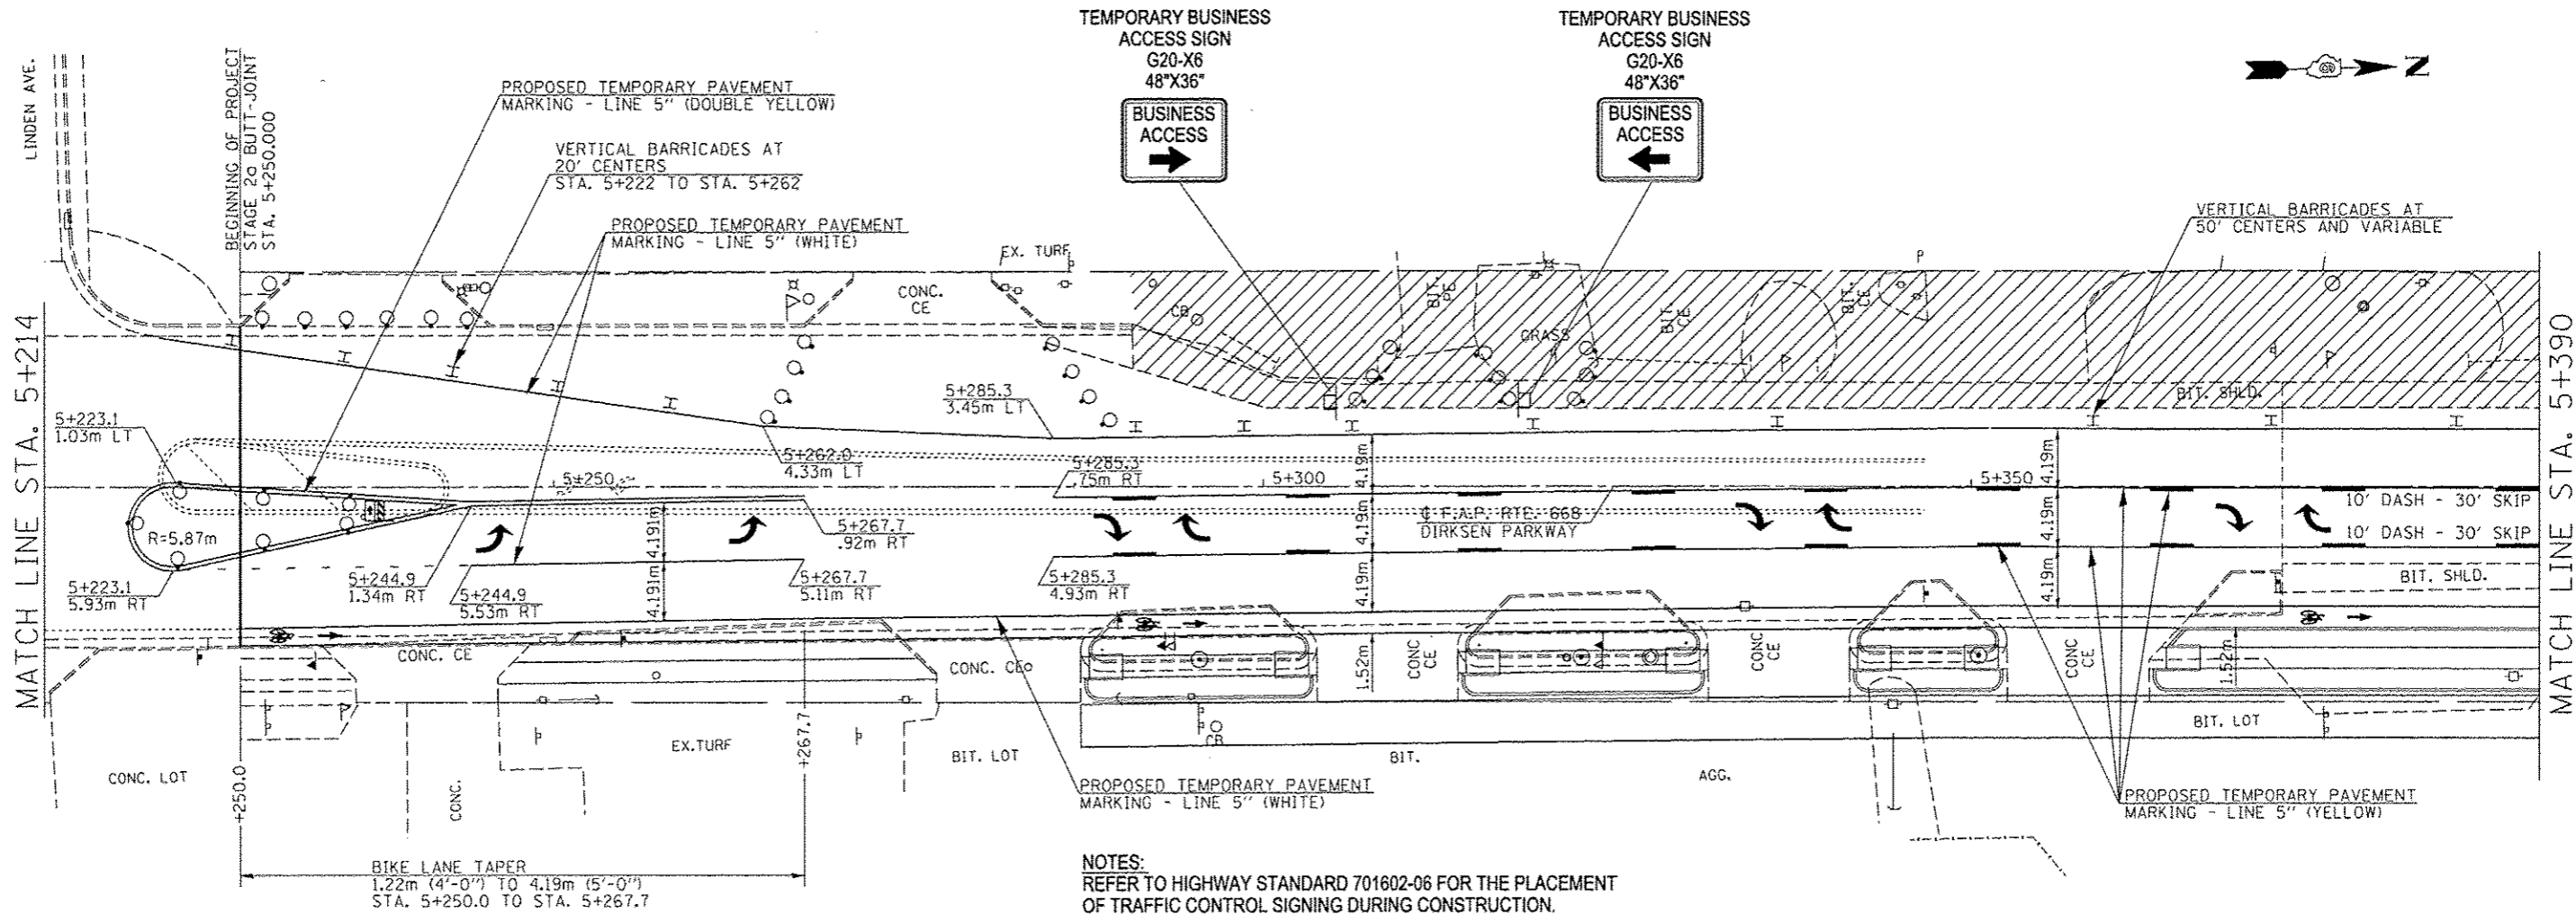 TEMPORARY BUSINESS
ACCESS SIGN
G20-X6
48"X36"
BUSINESS
ACCESS
TEMPORARY BUSINESS
ACCESS SIGN
G20-X6
48"X36"
BUSINESS
ACCESS
N
LINDEN AVE.
BEGINNING OF PROJECT
STAGE 2a BUTT-JOINT
STA. 5+250.000
PROPOSED TEMPORARY PAVEMENT
MARKING - LINE 5" (DOUBLE YELLOW)
VERTICAL BARRICADES AT
20' CENTERS
STA. 5+222 TO STA. 5+262
PROPOSED TEMPORARY PAVEMENT
MARKING - LINE 5" (WHITE)
VERTICAL BARRICADES AT
50' CENTERS AND VARIABLE
EX. TURF
CONC.
CE
CB
BIT.
PE
GRASS
BIT.
CE
BIT.
CE
BIT. SHLD.
MATCH LINE STA. 5+214
MATCH LINE STA. 5+390
5+223.1
1.03m LT
5+285.3
3.45m LT
5+262.0
4.33m LT
5+250
5+285.3
.75m RT
5+300
4.19m
5+350
4.19m
R=5.87m
5+267.7
.92m RT
4.191m
4.19m
4.19m
℄ F.A.P. RTE. 668
DIRKSEN PARKWAY
10' DASH - 30' SKIP
10' DASH - 30' SKIP
5+223.1
5.93m RT
5+244.9
1.34m RT
5+244.9
5.53m RT
5+267.7
5.11m RT
5+285.3
4.93m RT
4.191m
4.19m
4.19m
BIT. SHLD.
CONC. CE
CONC. CE
1.52m
CONC
CE
CONC
CE
CONC
CE
1.52m
CONC. LOT
+250.0
CONC.
EX.TURF
+267.7
BIT. LOT
CB
BIT.
AGG.
BIT. LOT
PROPOSED TEMPORARY PAVEMENT
MARKING - LINE 5" (WHITE)
PROPOSED TEMPORARY PAVEMENT
MARKING - LINE 5" (YELLOW)
BIKE LANE TAPER
1.22m (4'-0") TO 4.19m (5'-0")
STA. 5+250.0 TO STA. 5+267.7
NOTES:
REFER TO HIGHWAY STANDARD 701602-06 FOR THE PLACEMENT
OF TRAFFIC CONTROL SIGNING DURING CONSTRUCTION.